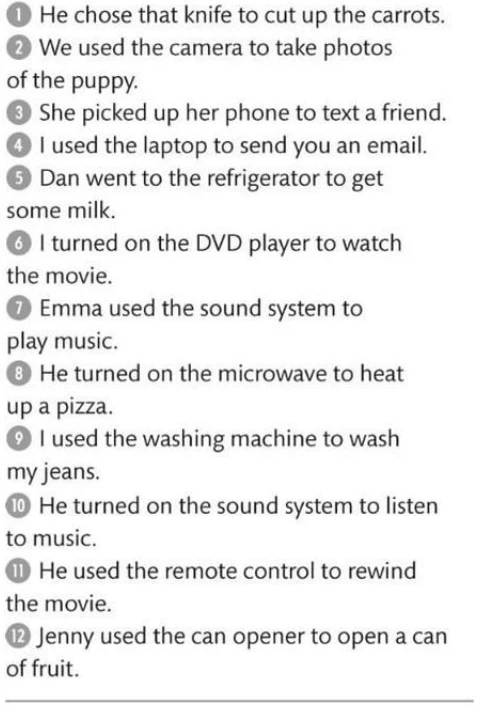 1 He chose that knife to cut up the carrots.
2 We used the camera to take photos
of the puppy.
3 She picked up her phone to text a friend.
4 I used the laptop to send you an email.
5 Dan went to the refrigerator to get
some milk.
6 I turned on the DVD player to watch
the movie.
7 Emma used the sound system to
play music.
8 He turned on the microwave to heat
up a pizza.
9 I used the washing machine to wash
my jeans.
10 He turned on the sound system to listen
to music.
11 He used the remote control to rewind
the movie.
12 Jenny used the can opener to open a can
of fruit.